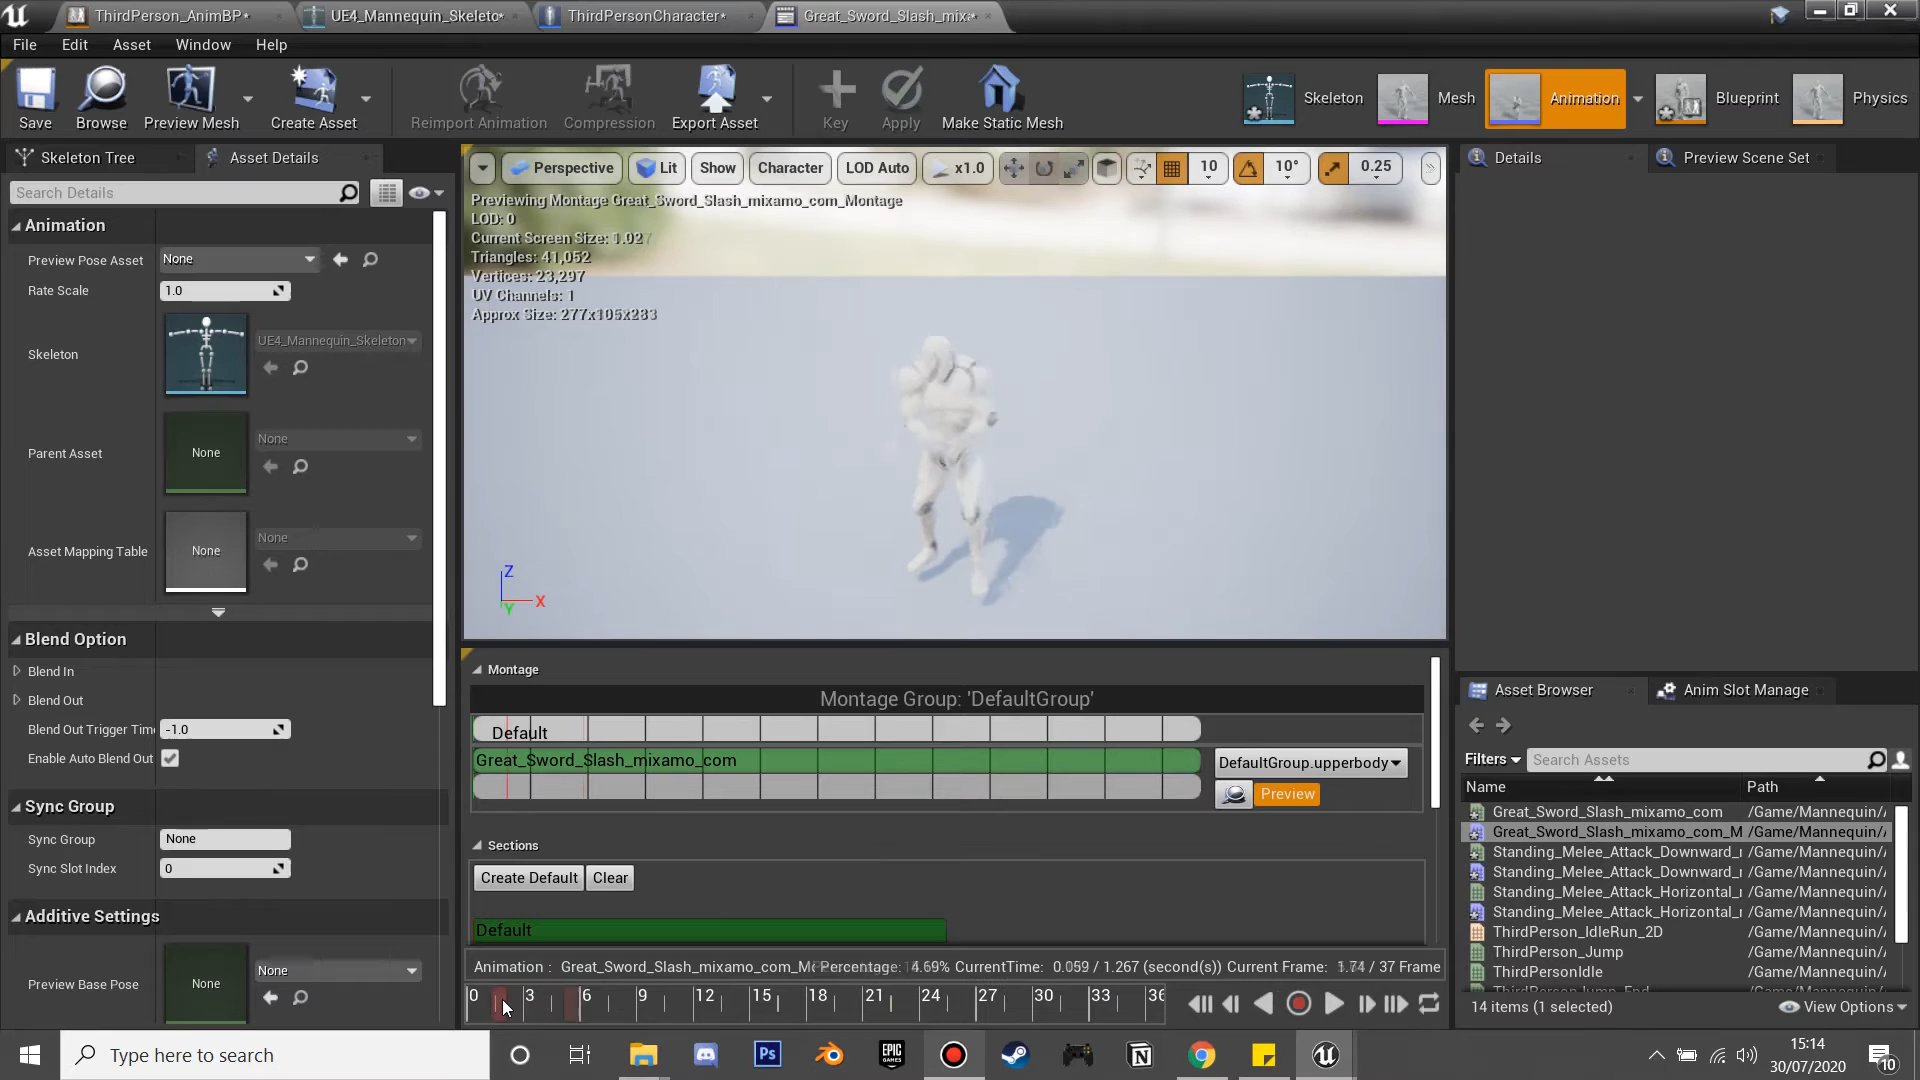 ThirdPerson_AnimBP*
UE4_Mannequin_Skeleto*
ThirdPersonCharacter*
Great_Sword_Slash_mixa*
File Edit Asset Window Help
Save Browse Preview Mesh Create Asset Reimport Animation Compression Export Asset Key Apply Make Static Mesh
Skeleton Mesh Animation Blueprint Physics
Skeleton Tree Asset Details
Search Details
Animation
Preview Pose Asset None
Rate Scale 1.0
Skeleton UE4_Mannequin_Skeleton
Parent Asset None None
Asset Mapping Table None None
Blend Option
Blend In
Blend Out
Blend Out Trigger Tim -1.0
Enable Auto Blend Out
Sync Group
Sync Group None
Sync Slot Index 0
Additive Settings
Preview Base Pose None None
Perspective Lit Show Character LOD Auto x1.0 10 10° 0.25
Previewing Montage Great_Sword_Slash_mixamo_com_Montage
LOD: 0
Current Screen Size: 1.027
Triangles: 41,052
Vertices: 23,297
UV Channels: 1
Approx Size: 277x105x283
Z
X
Y
Montage
Montage Group: 'DefaultGroup'
Default
Great_Sword_Slash_mixamo_com
DefaultGroup.upperbody
Preview
Sections
Create Default Clear
Default
Animation : Great_Sword_Slash_mixamo_com_M Percentage: 4.69% CurrentTime: 0.059 / 1.267 (second(s)) Current Frame: 1.74 / 37 Frame
0 3 6 9 12 15 18 21 24 27 30 33 36
Details Preview Scene Set
Asset Browser Anim Slot Manage
Filters Search Assets
Name Path
Great_Sword_Slash_mixamo_com /Game/Mannequin/
Great_Sword_Slash_mixamo_com_M /Game/Mannequin/
Standing_Melee_Attack_Downward_ /Game/Mannequin/
Standing_Melee_Attack_Downward_ /Game/Mannequin/
Standing_Melee_Attack_Horizontal_ /Game/Mannequin/
Standing_Melee_Attack_Horizontal_ /Game/Mannequin/
ThirdPerson_IdleRun_2D /Game/Mannequin/
ThirdPerson_Jump /Game/Mannequin/
ThirdPersonIdle /Game/Mannequin/
ThirdPersonJump_End /Game/Mannequin/
14 items (1 selected) View Options
Type here to search
Ps
EPIC GAMES
15:14
30/07/2020
10